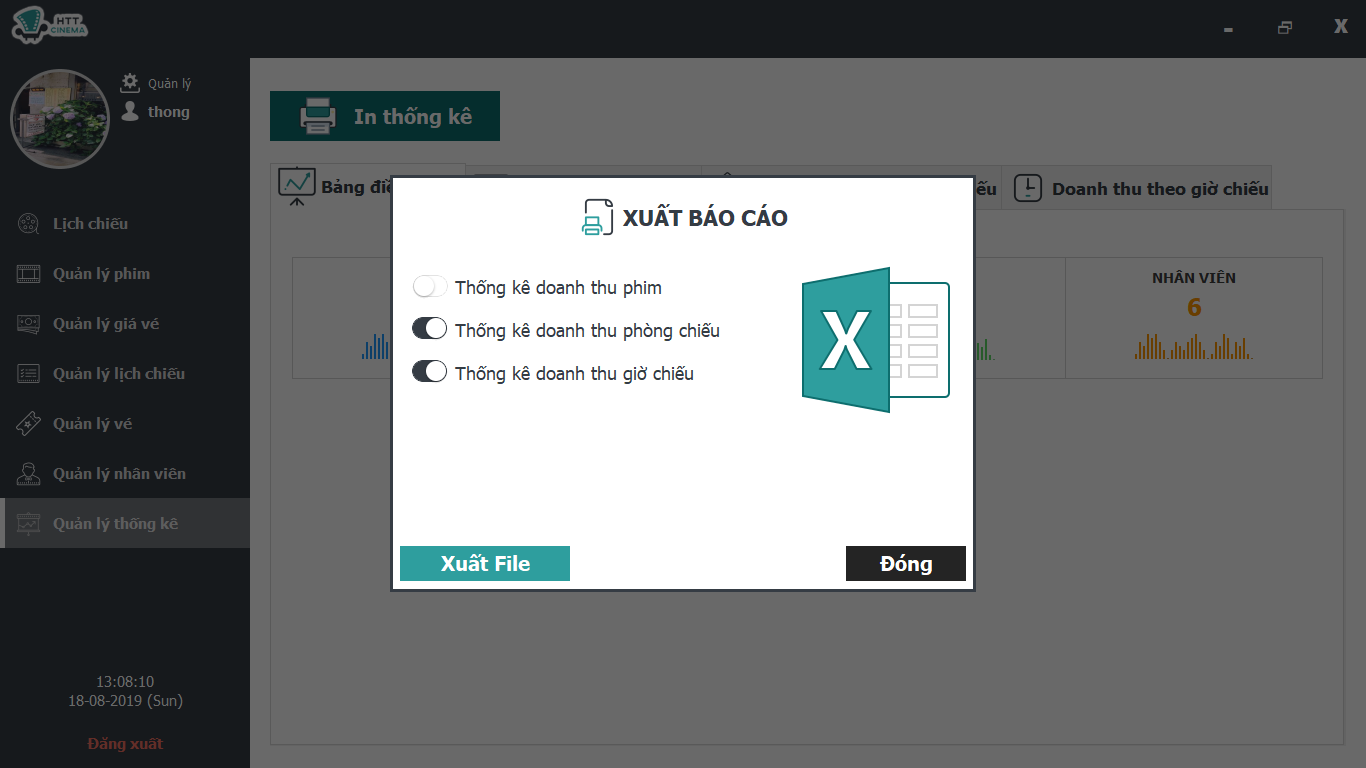 HTT
CINEMA
X
Quản lý
thong
In thống kê
Bảng điề
ếu
Doanh thu theo giờ chiếu
XUẤT BÁO CÁO
Lịch chiếu
Quản lý phim
Quản lý giá vé
Quản lý lịch chiếu
Quản lý vé
Quản lý nhân viên
Quản lý thống kê
Thống kê doanh thu phim
Thống kê doanh thu phòng chiếu
Thống kê doanh thu giờ chiếu
X
NHÂN VIÊN
6
Xuất File
Đóng
13:08:10
18-08-2019 (Sun)
Đăng xuất